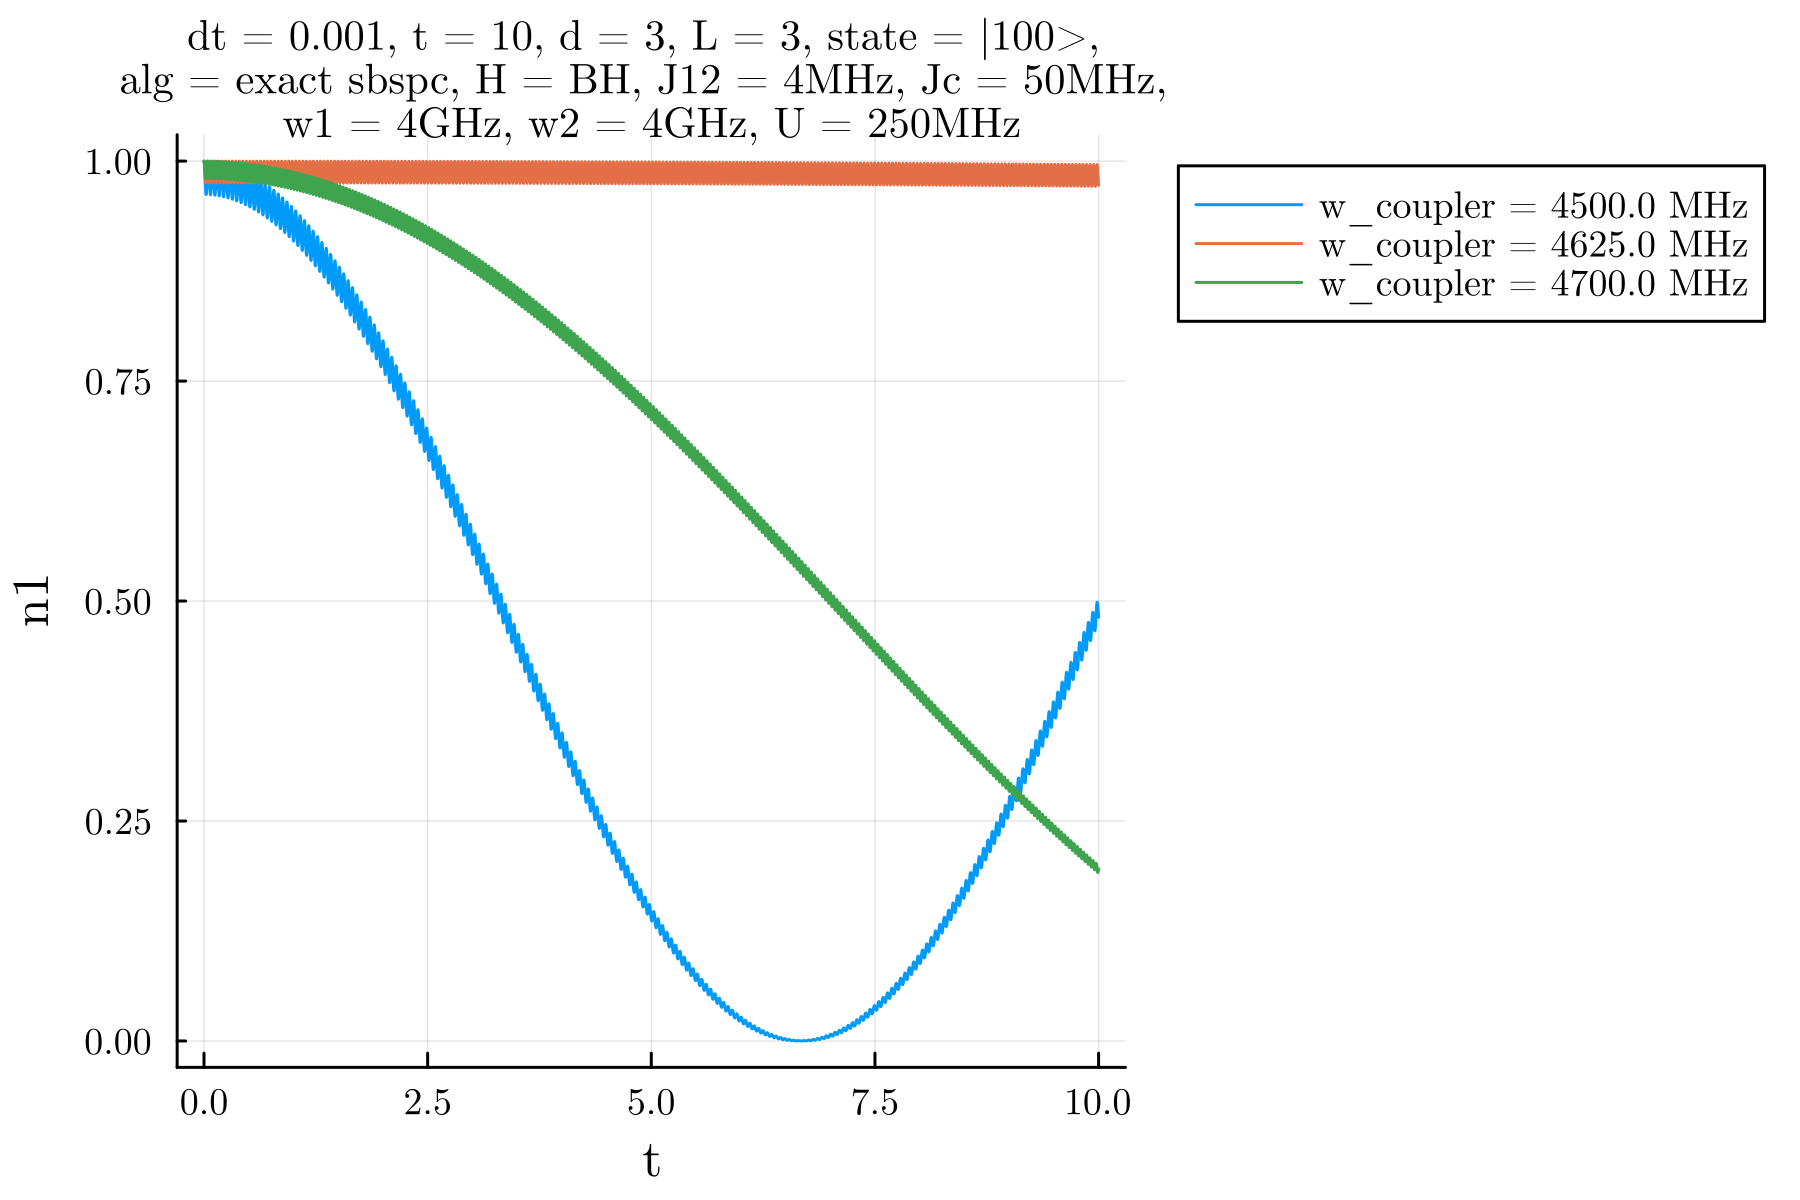 dt = 0.001, t = 10, d = 3, L = 3, state = |100>,
alg = exact sbspc, H = BH, J12 = 4MHz, Jc = 50MHz,
w1 = 4GHz, w2 = 4GHz, U = 250MHz
1.00
0.75
0.50
0.25
0.00
n1
0.0 2.5 5.0 7.5 10.0
t
w_coupler = 4500.0 MHz
w_coupler = 4625.0 MHz
w_coupler = 4700.0 MHz